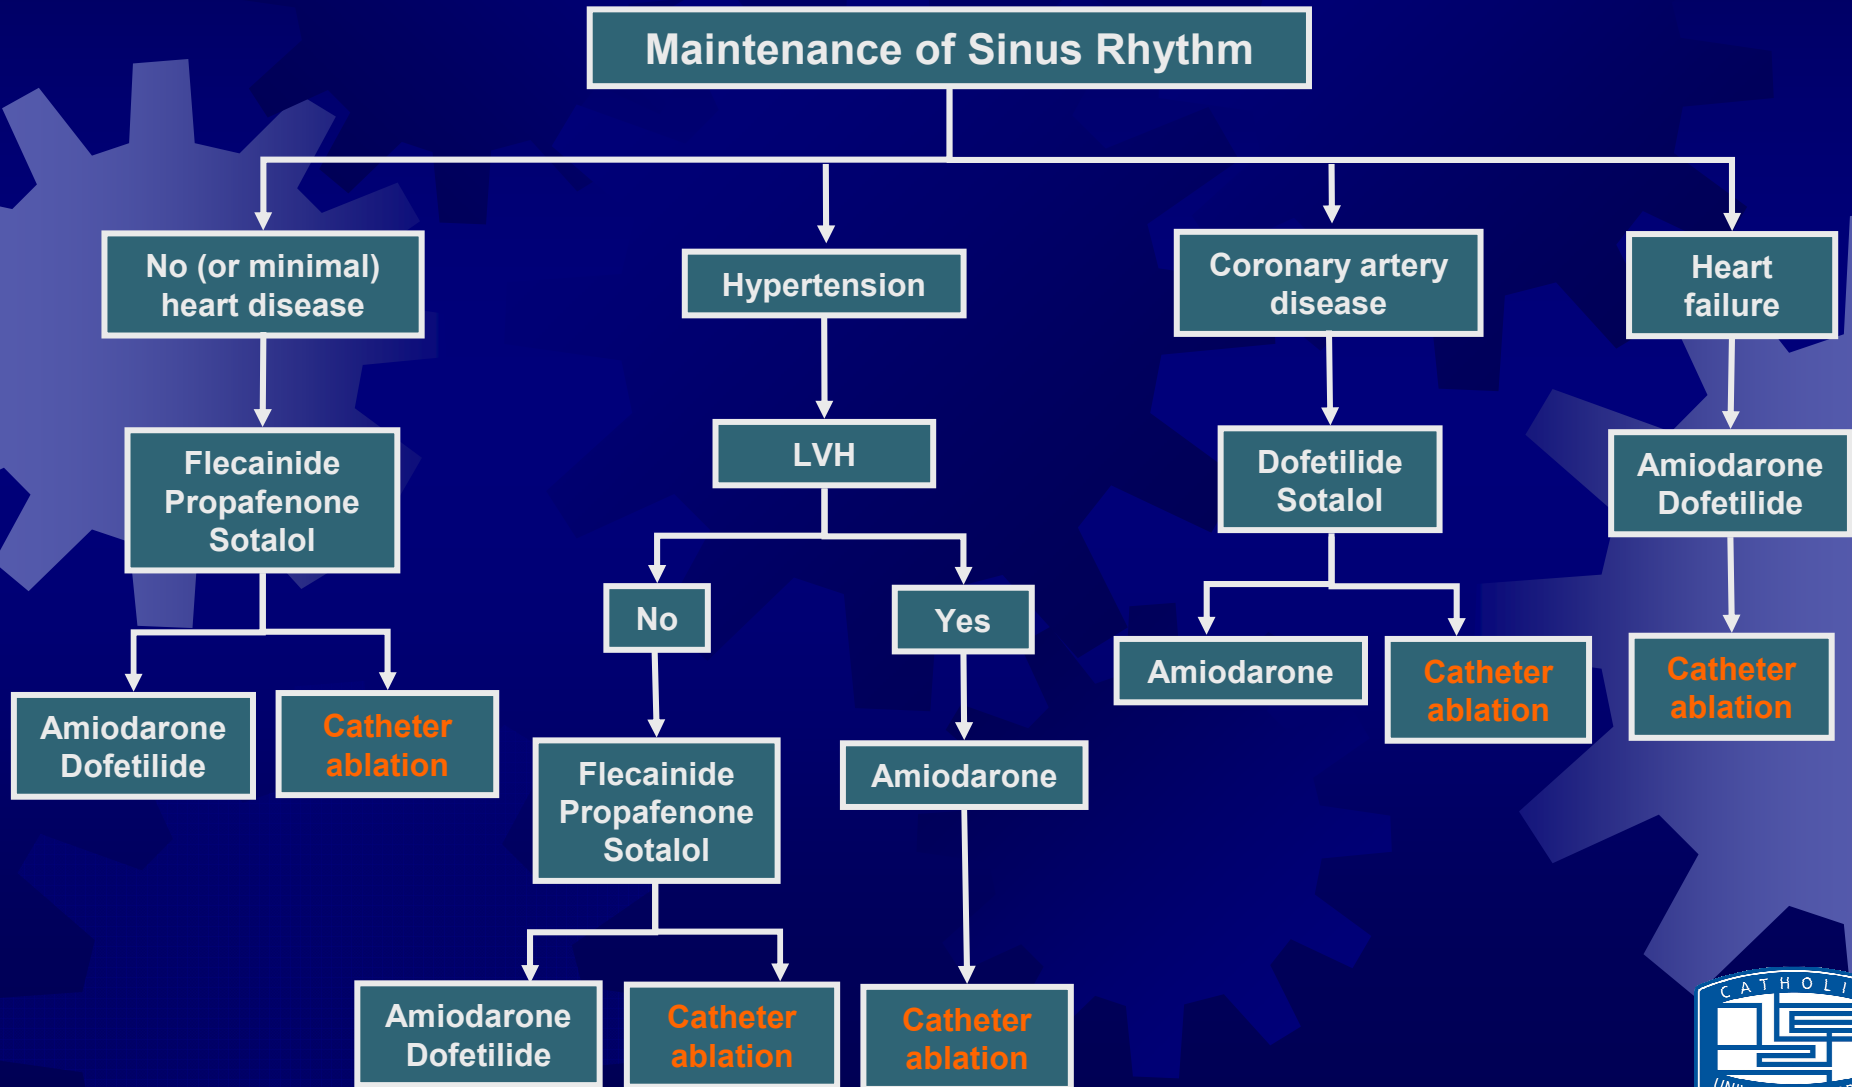 Maintenance of Sinus Rhythm
No (or minimal)
heart disease
Hypertension
Coronary artery
disease
Heart
failure
Flecainide
Propafenone
Sotalol
LVH
Dofetilide
Sotalol
Amiodarone
Dofetilide
No
Yes
Amiodarone
Catheter
ablation
Catheter
ablation
Amiodarone
Dofetilide
Catheter
ablation
Flecainide
Propafenone
Sotalol
Amiodarone
Amiodarone
Dofetilide
Catheter
ablation
Catheter
ablation
CATHOLI